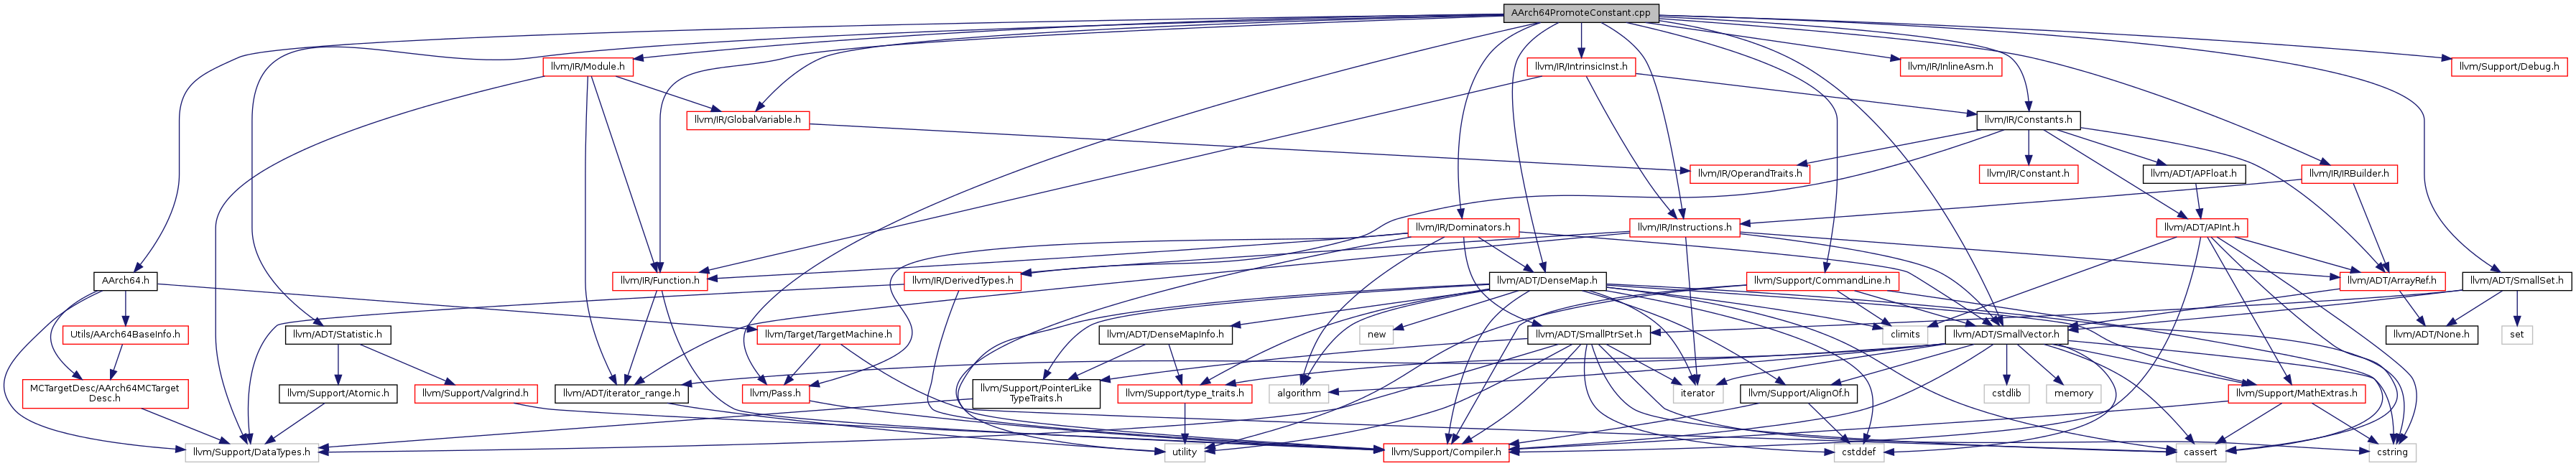 AArch64PromoteConstant.cpp
llvm/IR/Module.h
llvm/IR/IntrinsicInst.h
llvm/IR/InlineAsm.h
llvm/Support/Debug.h
llvm/IR/GlobalVariable.h
llvm/IR/Constants.h
llvm/IR/OperandTraits.h
llvm/IR/Constant.h
llvm/ADT/APFloat.h
llvm/IR/IRBuilder.h
llvm/IR/Dominators.h
llvm/IR/Instructions.h
llvm/ADT/APInt.h
AArch64.h
llvm/IR/Function.h
llvm/IR/DerivedTypes.h
llvm/ADT/DenseMap.h
llvm/Support/CommandLine.h
llvm/ADT/ArrayRef.h
llvm/ADT/SmallSet.h
Utils/AArch64BaseInfo.h
llvm/ADT/Statistic.h
llvm/Target/TargetMachine.h
llvm/ADT/DenseMapInfo.h
new
llvm/ADT/SmallPtrSet.h
climits
llvm/ADT/SmallVector.h
llvm/ADT/None.h
set
MCTargetDesc/AArch64MCTarget
Desc.h
llvm/Support/Atomic.h
llvm/Support/Valgrind.h
llvm/ADT/iterator_range.h
llvm/Pass.h
llvm/Support/PointerLike
TypeTraits.h
llvm/Support/type_traits.h
algorithm
iterator
llvm/Support/AlignOf.h
cstdlib
memory
llvm/Support/MathExtras.h
llvm/Support/DataTypes.h
utility
llvm/Support/Compiler.h
cstddef
cassert
cstring